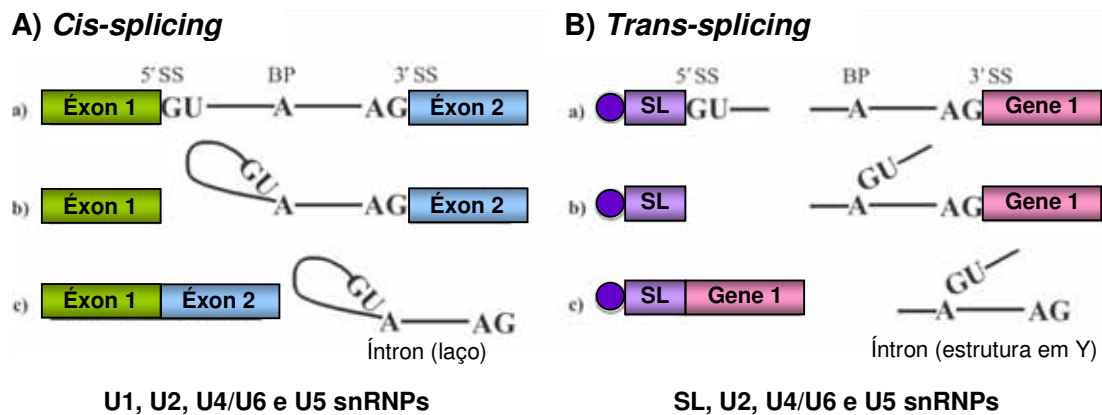 A) Cis-splicing
5' SS BP 3' SS
a) Éxon 1 GU A AG Éxon 2
b) Éxon 1 GU A AG Éxon 2
c) Éxon 1 Éxon 2 GU A AG
Íntron (laço)
U1, U2, U4/U6 e U5 snRNPs
B) Trans-splicing
5' SS BP 3' SS
a) SL GU A AG Gene 1
b) SL GU A AG Gene 1
c) SL Gene 1 GU A AG
Íntron (estrutura em Y)
SL, U2, U4/U6 e U5 snRNPs